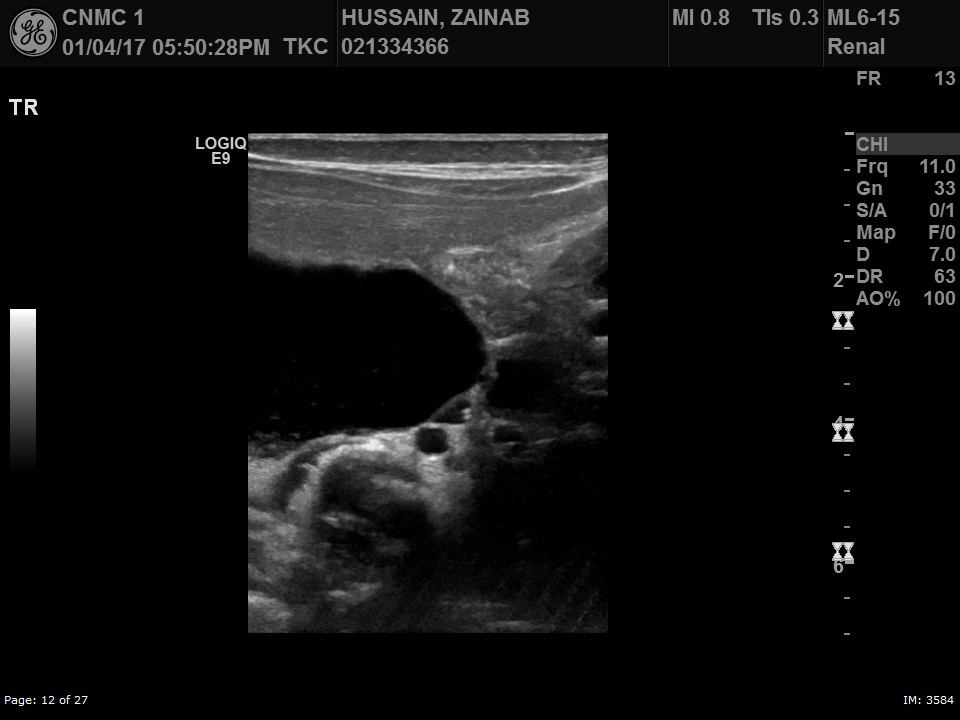 CNMC 1
01/04/17 05:50:28PM TKC
HUSSAIN, ZAINAB
021334366
MI 0.8 TIs 0.3
ML6-15
Renal
FR 13
TR
LOGIQ
E9
CHI
Frq 11.0
Gn 33
S/A 0/1
Map F/0
D 7.0
DR 63
AO% 100
2
4
6
Page: 12 of 27
IM: 3584